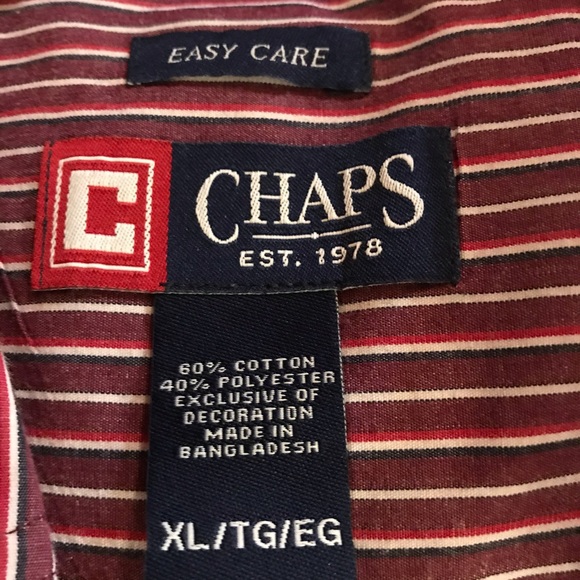 EASY CARE
C CHAPS
EST. 1978
60% COTTON
40% POLYESTER
EXCLUSIVE OF
DECORATION
MADE IN
BANGLADESH
XL/TG/EG